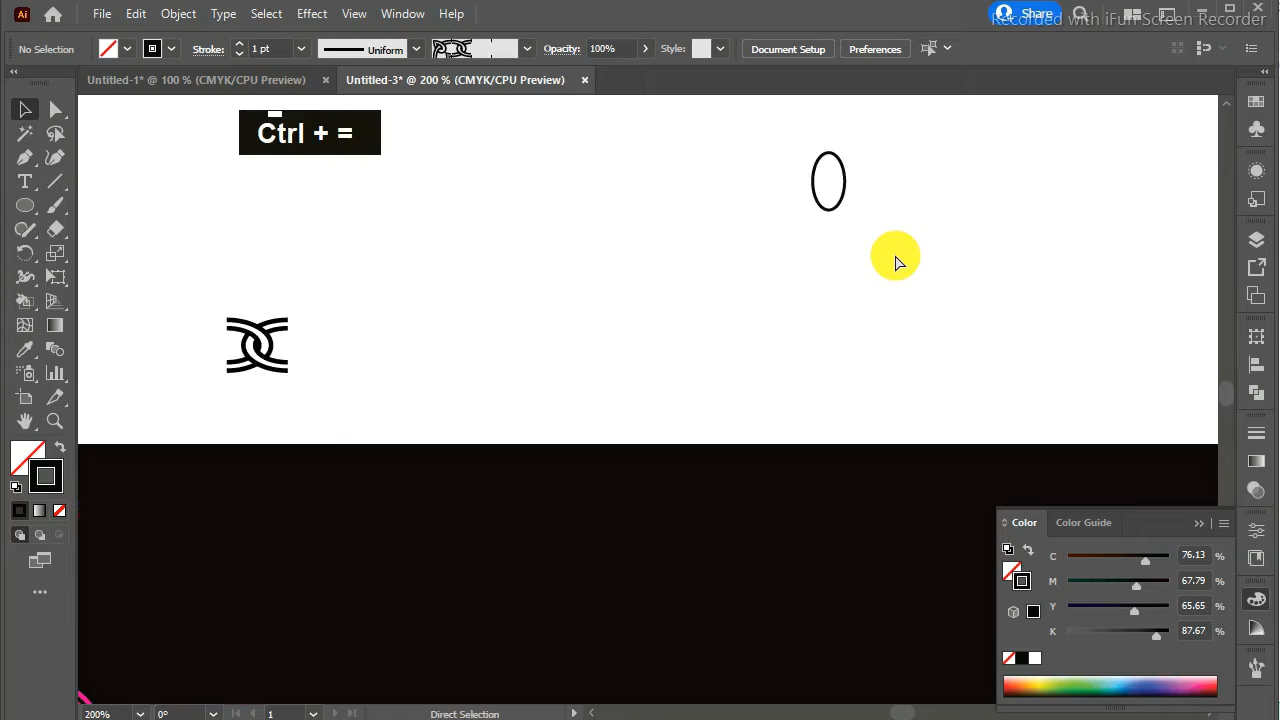 Ai File Edit Object Type Select Effect View Window Help Share
Recorded with iFun Screen Recorder
No Selection Stroke: 1 pt Uniform Opacity: 100% Style: Document Setup Preferences
Untitled-1* @ 100 % (CMYK/CPU Preview) × Untitled-3* @ 200 % (CMYK/CPU Preview) ×
Ctrl + =
Color Color Guide
C 76.13 %
M 67.79 %
Y 65.65 %
K 87.67 %
200% 0° 1 Direct Selection